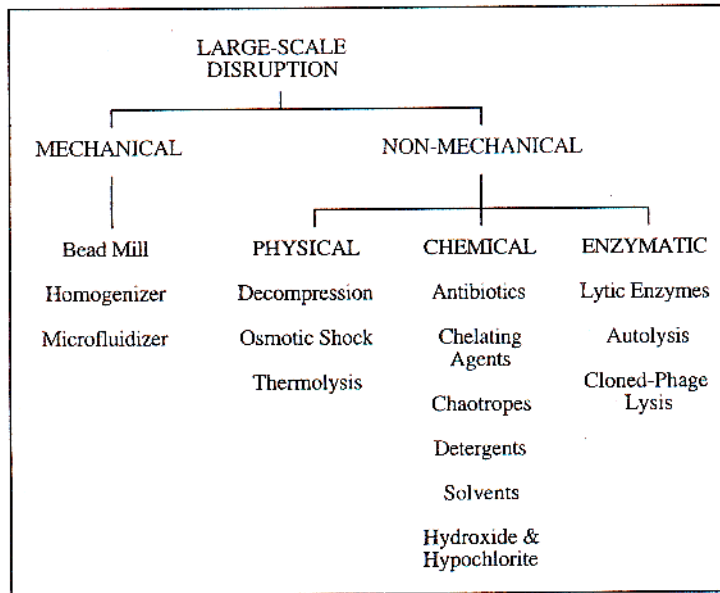 LARGE-SCALE
DISRUPTION
MECHANICAL
NON-MECHANICAL
Bead Mill
Homogenizer
Microfluidizer
PHYSICAL
Decompression
Osmotic Shock
Thermolysis
CHEMICAL
Antibiotics
Chelating
Agents
Chaotropes
Detergents
Solvents
Hydroxide &
Hypochlorite
ENZYMATIC
Lytic Enzymes
Autolysis
Cloned-Phage
Lysis